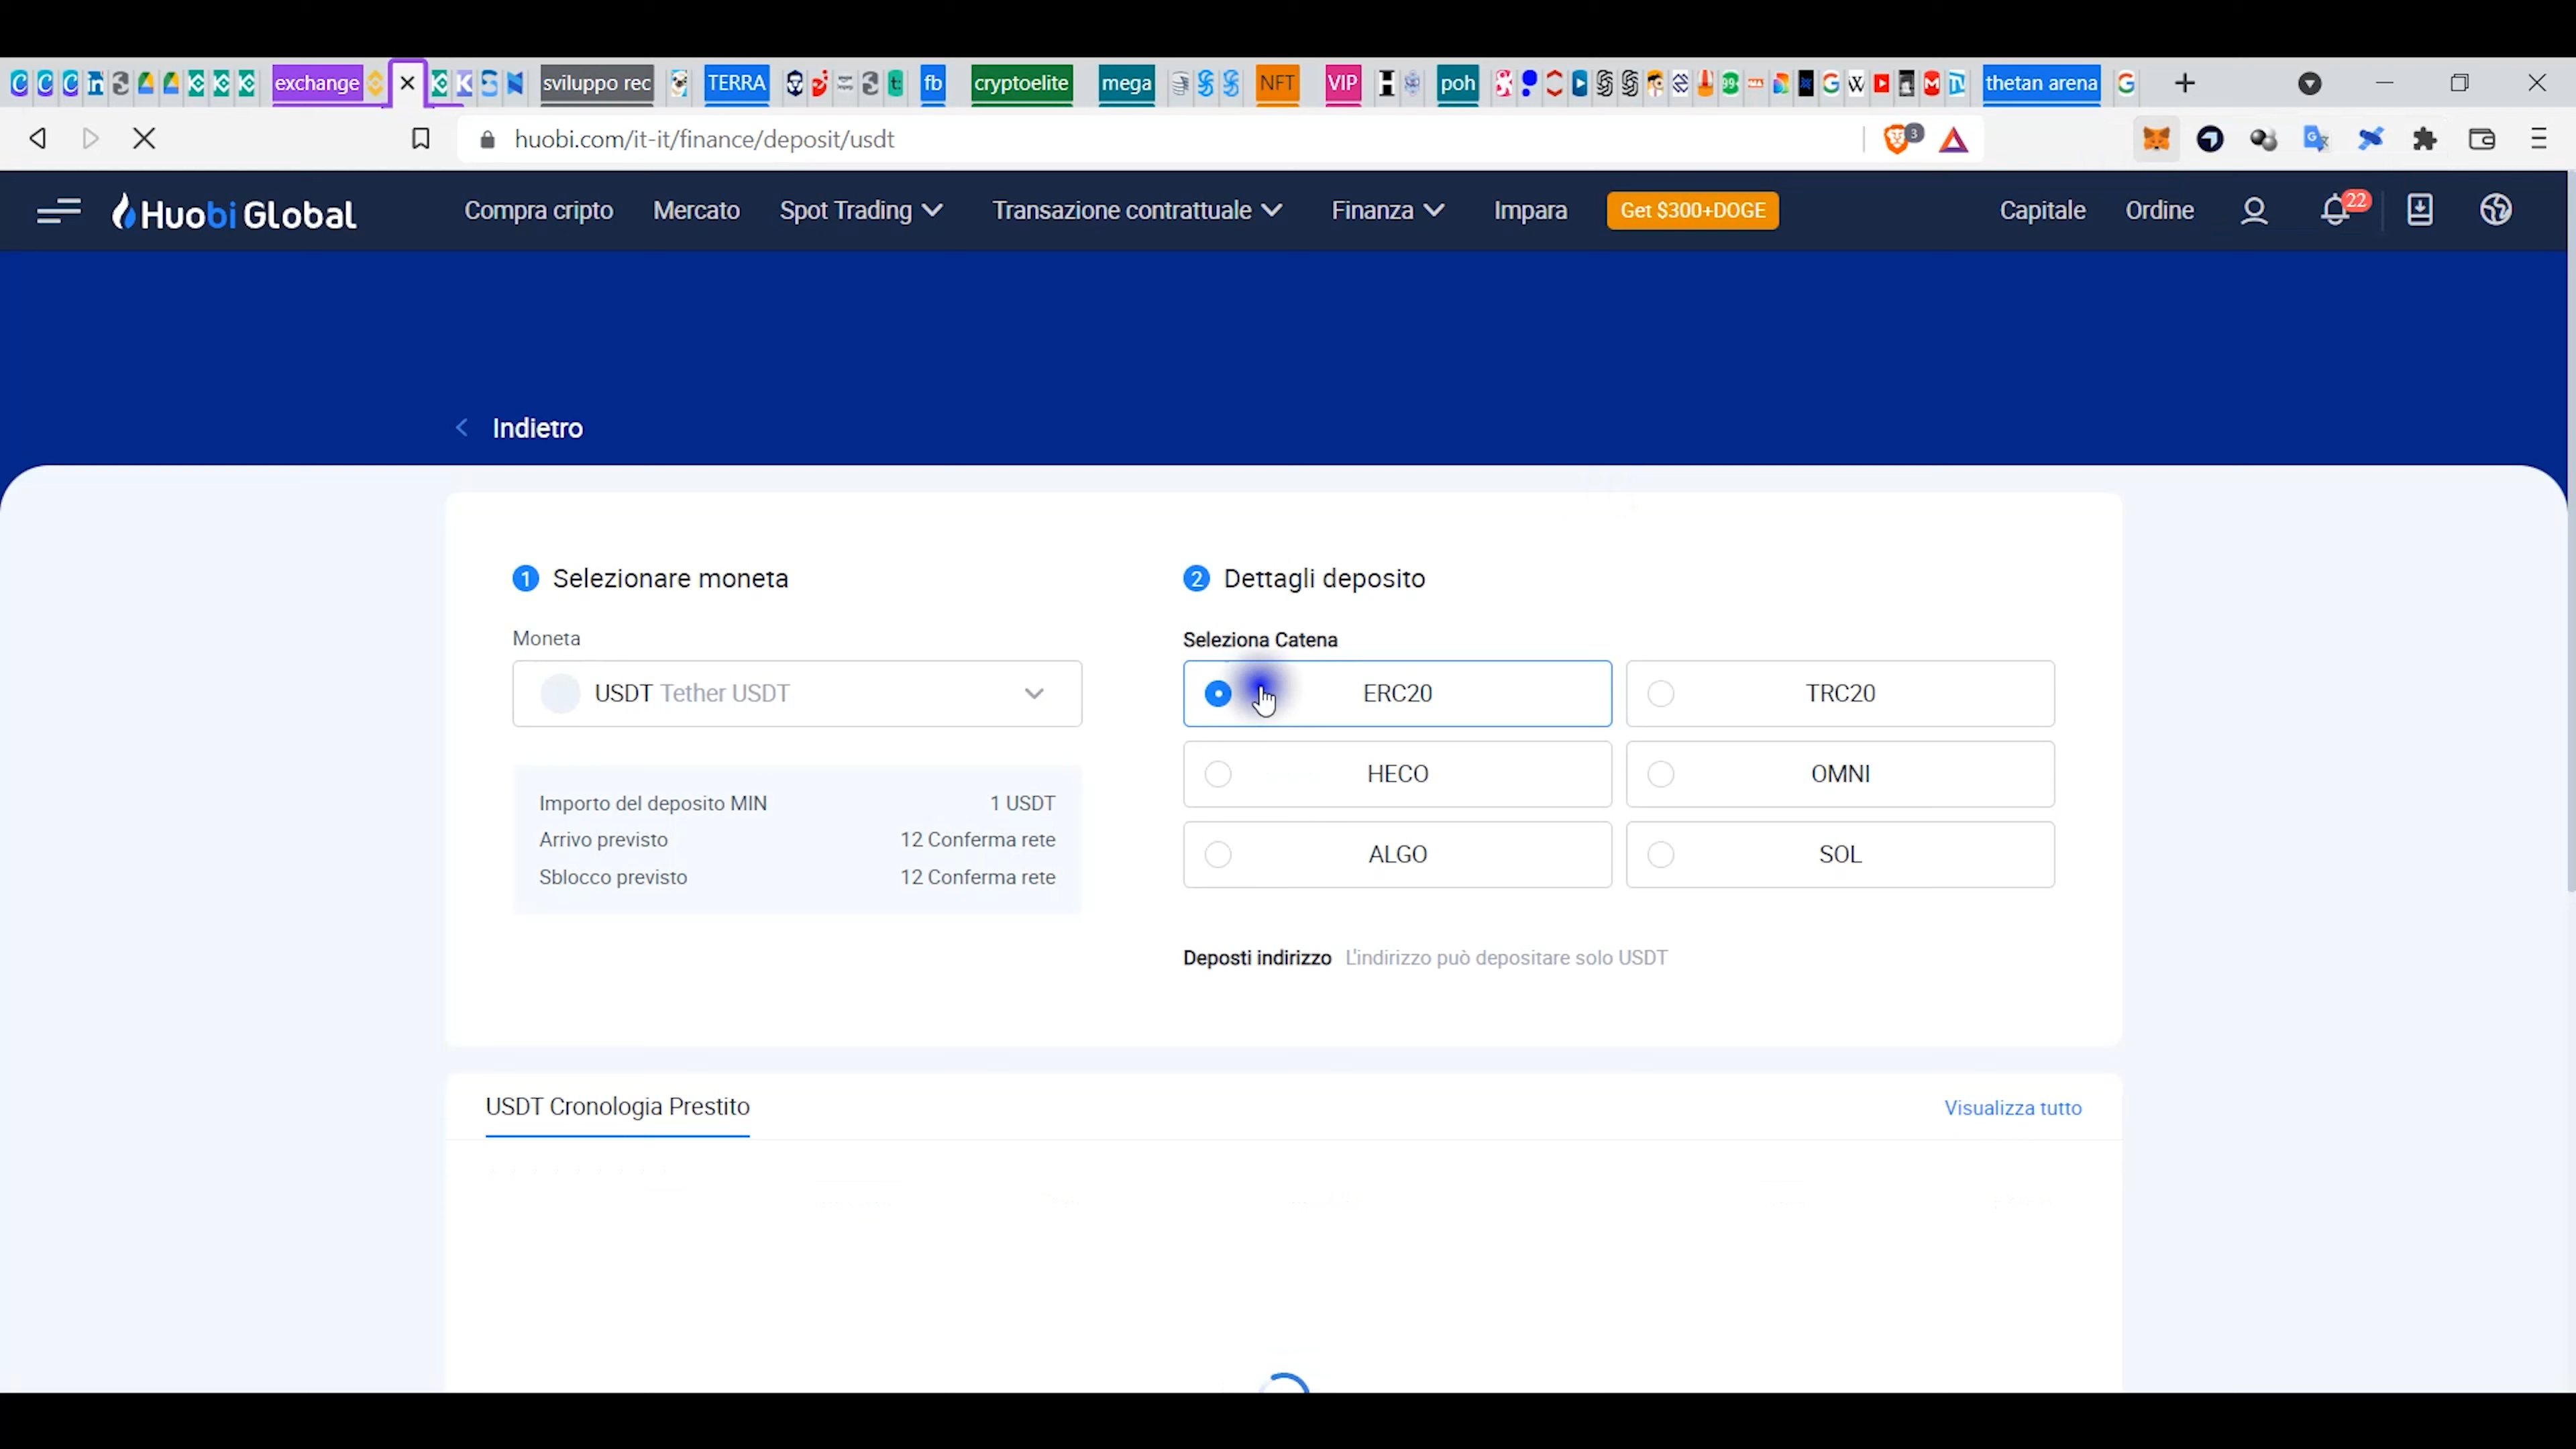 exchange
sviluppo rec
TERRA
fb
cryptoelite
mega
NFT
VIP
poh
thetan arena
huobi.com/it-it/finance/deposit/usdt
3
Huobi Global
Compra cripto
Mercato
Spot Trading
Transazione contrattuale
Finanza
Impara
Get $300+DOGE
Capitale
Ordine
22
Indietro
1 Selezionare moneta
Moneta
USDT Tether USDT
Importo del deposito MIN 1 USDT
Arrivo previsto 12 Conferma rete
Sblocco previsto 12 Conferma rete
2 Dettagli deposito
Seleziona Catena
ERC20
TRC20
HECO
OMNI
ALGO
SOL
Deposti indirizzo L'indirizzo può depositare solo USDT
USDT Cronologia Prestito
Visualizza tutto